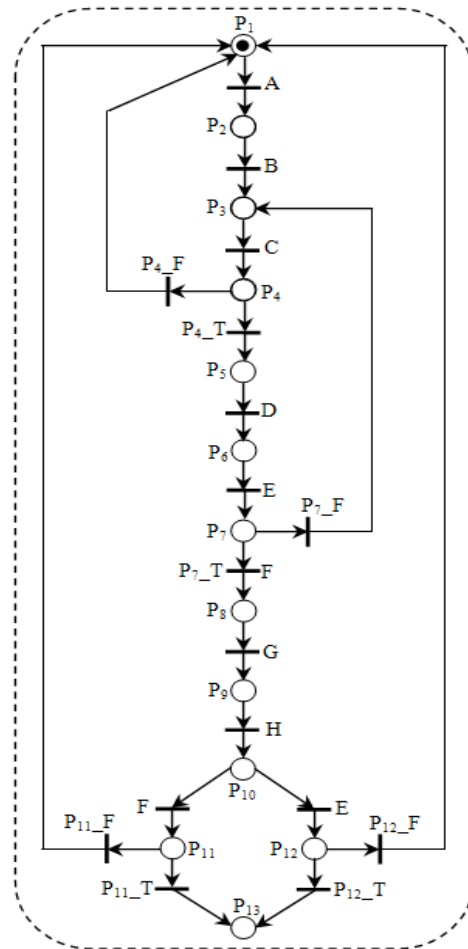 P₁
A
P₂
B
P₃
C
P₄_F
P₄
P₄_T
P₅
D
P₆
E
P₇_F
P₇
P₇_T F
P₈
G
P₉
H
P₁₀
F E
P₁₁_F P₁₂_F
P₁₁ P₁₂
P₁₁_T P₁₂_T
P₁₃